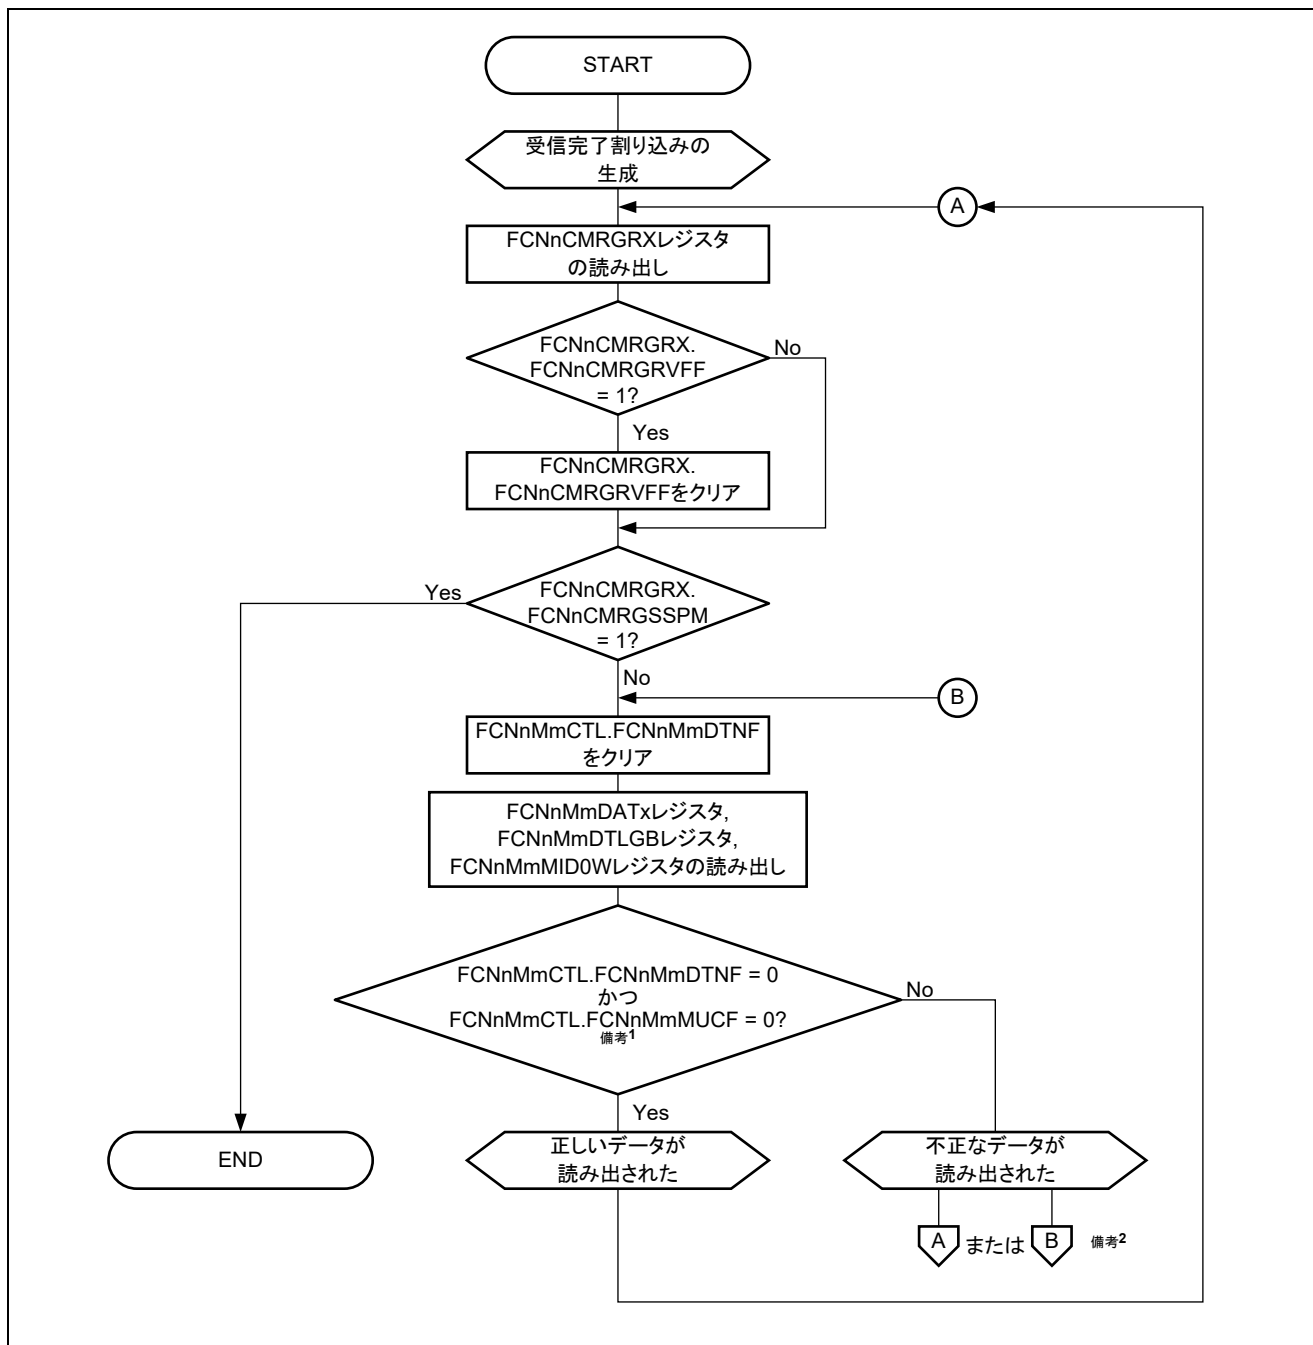 START
受信完了割り込みの
生成
A
FCNnCMRGRXレジスタ
の読み出し
FCNnCMRGRX.
FCNnCMRGRVFF
= 1?
No
Yes
FCNnCMRGRX.
FCNnCMRGRVFFをクリア
FCNnCMRGRX.
FCNnCMRGSSPM
= 1?
Yes
No
B
FCNnMmCTL.FCNnMmDTNF
をクリア
FCNnMmDATxレジスタ,
FCNnMmDTLGBレジスタ,
FCNnMmMID0Wレジスタの読み出し
FCNnMmCTL.FCNnMmDTNF = 0
かつ
FCNnMmCTL.FCNnMmMUCF = 0?
備考1
No
Yes
END
正しいデータが
読み出された
不正なデータが
読み出された
A または B 備考2